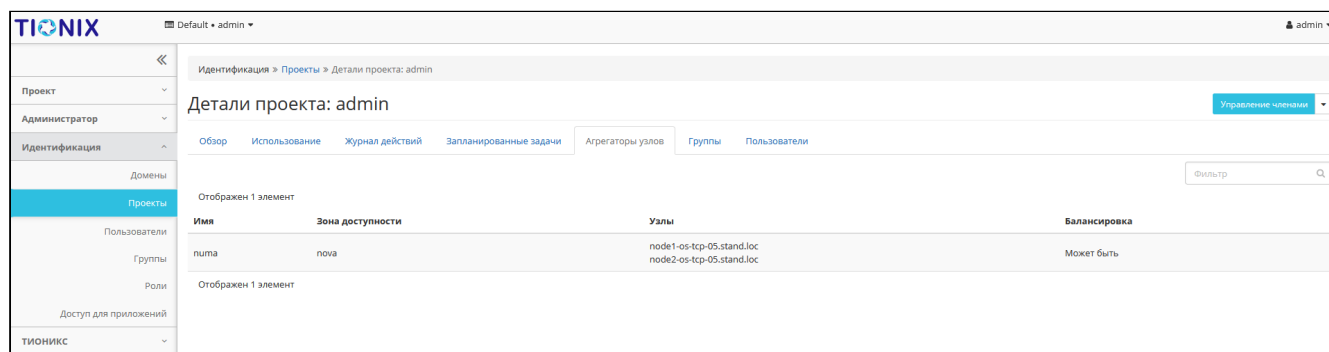 TIONIX
Default • admin
admin
Идентификация » Проекты » Детали проекта: admin
Проект
Администратор
Идентификация
Домены
Проекты
Пользователи
Группы
Роли
Доступ для приложений
ТИОНИКС
Детали проекта: admin
Управление членами
Обзор Использование Журнал действий Запланированные задачи Агрегаторы узлов Группы Пользователи
Фильтр
Отображен 1 элемент
Имя Зона доступности Узлы Балансировка
numa nova node1-os-tcp-05.stand.loc Может быть
node2-os-tcp-05.stand.loc
Отображен 1 элемент